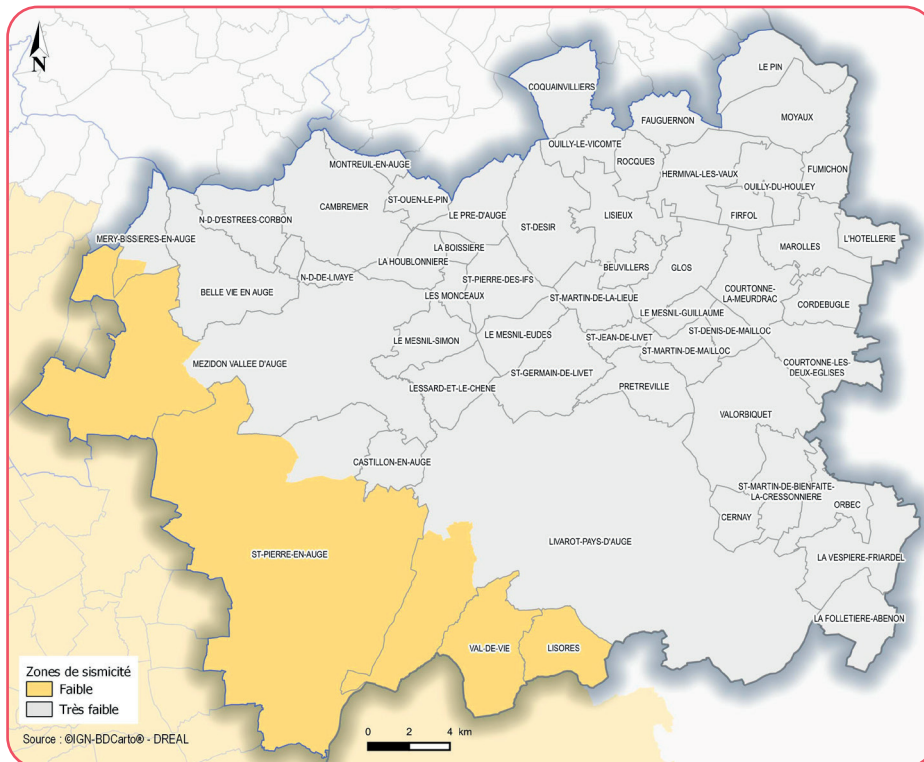 N
LE PIN
COQUAINVILLIERS
MOYAUX
FAUGUERNON
OUILLY-LE-VICOMTE
MONTREUIL-EN-AUGE
ROCQUES
HERMIVAL-LES-VAUX
FUMICHON
OUILLY-DU-HOULEY
ST-OUEN-LE-PIN
CAMBREMER
LE PRE-D'AUGE
LISIEUX
FIRFOL
N-D-D'ESTREES-CORBON
ST-DESIR
MERY-BISSIERES-EN-AUGE
L'HOTELLERIE
LA BOISSIERE
MAROLLES
LA HOUBLONNIERE
BEUVILLERS
GLOS
N-D-DE-LIVAYE
ST-PIERRE-DES-IFS
BELLE VIE EN AUGE
COURTONNE-
LA-MEURDRAC
LES MONCEAUX
ST-MARTIN-DE-LA-LIEUE
CORDEBUGLE
LE MESNIL-GUILLAUME
ST-DENIS-DE-MAILLOC
LE MESNIL-EUDES
ST-JEAN-DE-LIVET
LE MESNIL-SIMON
ST-MARTIN-DE-MAILLOC
MEZIDON VALLEE D'AUGE
COURTONNE-LES-
DEUX-EGLISES
ST-GERMAIN-DE-LIVET
LESSARD-ET-LE-CHENE
PRETREVILLE
VALORBIQUET
CASTILLON-EN-AUGE
ST-MARTIN-DE-BIENFAITE-
LA-CRESSONNIERE
ORBEC
CERNAY
LIVAROT-PAYS-D'AUGE
ST-PIERRE-EN-AUGE
LA VESPIERE-FRIARDEL
LA FOLLETIERE-ABENON
VAL-DE-VIE
LISORES
Zones de sismicité
Faible
Très faible
Source : ©IGN-BDCarto® - DREAL
0 2 4 km